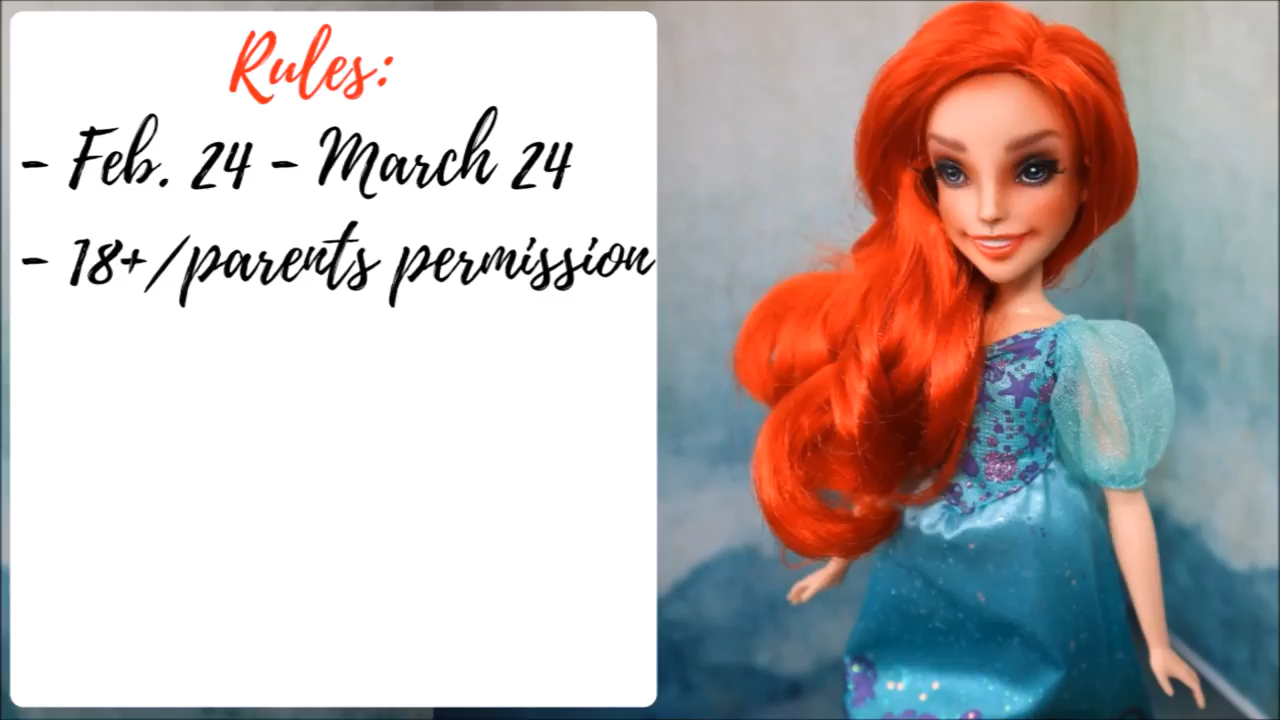 Rules:
- Feb. 24 - March 24
- 18+/parents permission